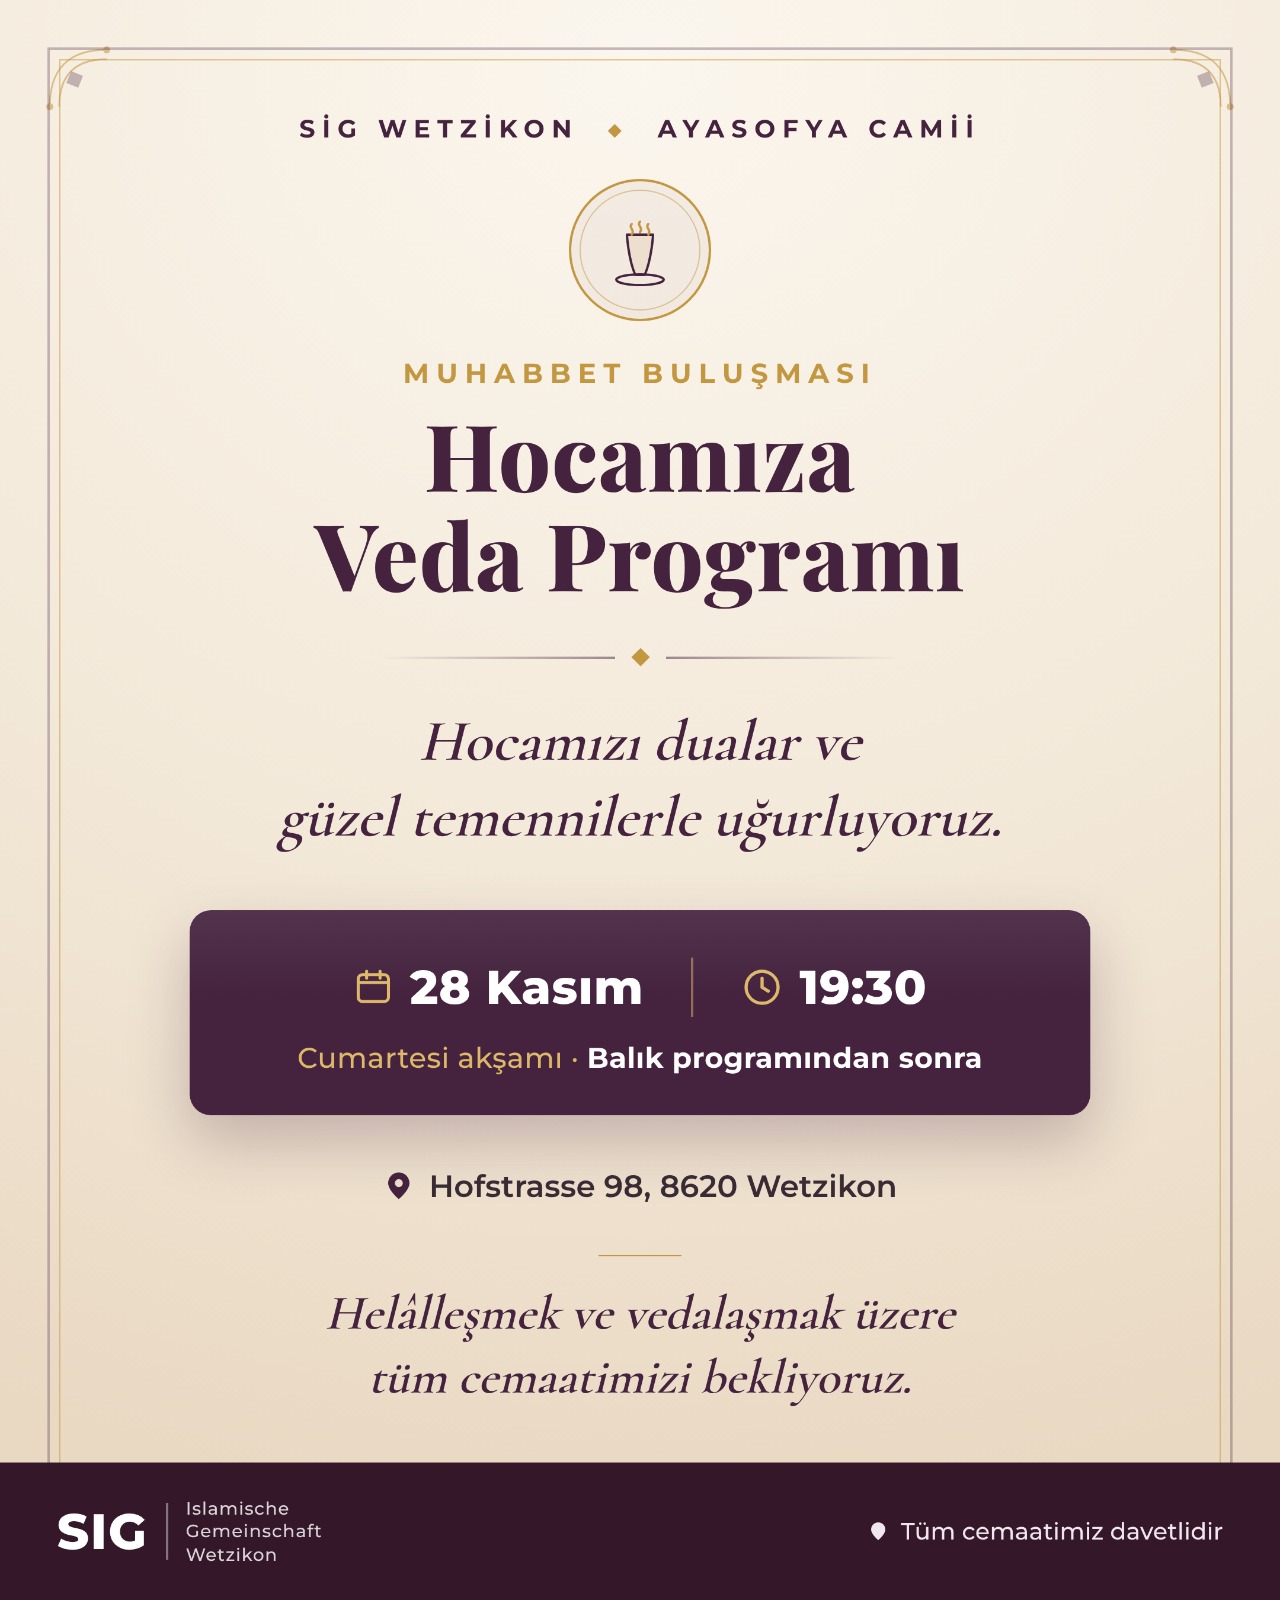 SİG WETZİKON ◆ AYASOFYA CAMİİ
MUHABBET BULUŞMASI
Hocamıza
Veda Programı
Hocamızı dualar ve
güzel temennilerle uğurluyoruz.
28 Kasım | 19:30
Cumartesi akşamı · Balık programından sonra
Hofstrasse 98, 8620 Wetzikon
Helâlleşmek ve vedalaşmak üzere
tüm cemaatimizi bekliyoruz.
SIG
Islamische
Gemeinschaft
Wetzikon
Tüm cemaatimiz davetlidir